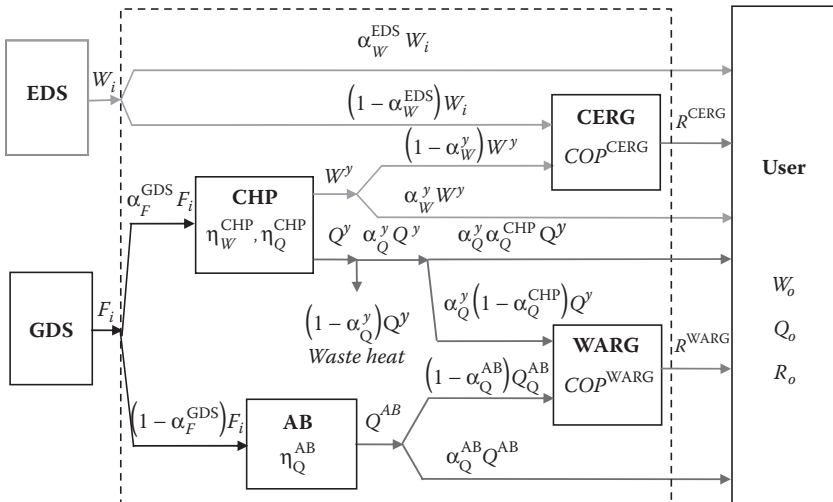 α_W^EDS W_i
EDS
W_i
(1 - α_W^EDS)W_i
CERG
COP^CERG
R^CERG
(1 - α_W^y)W^y
User
W^y
α_F^GDS F_i
CHP
η_W^CHP, η_Q^CHP
α_W^y W^y
Q^y
α_Q^y Q^y
α_Q^y α_Q^CHP Q^y
W_o
F_i
GDS
(1 - α_Q^y)Q^y
Waste heat
α_Q^y(1 - α_Q^CHP)Q^y
Q_o
WARG
COP^WARG
R^WARG
R_o
(1 - α_Q^AB)Q_Q^AB
(1 - α_F^GDS)F_i
AB
η_Q^AB
Q^AB
α_Q^AB Q^AB